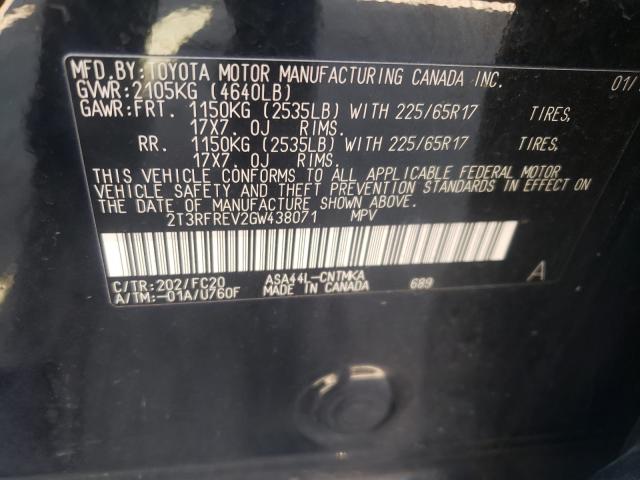 MFD.BY:TOYOTA MOTOR MANUFACTURING CANADA INC. 01/
GVWR:2105KG (4640LB)
GAWR:FRT. 1150KG (2535LB) WITH 225/65R17 TIRES,
17X7.0J RIMS.
RR. 1150KG (2535LB) WITH 225/65R17 TIRES,
17X7.0J RIMS.
THIS VEHICLE CONFORMS TO ALL APPLICABLE FEDERAL MOTOR
VEHICLE SAFETY AND THEFT PREVENTION STANDARDS IN EFFECT ON
THE DATE OF MANUFACTURE SHOWN ABOVE.
2T3RFREV2GW438071 MPV
C/TR:202/FC20 ASA44L-CNTMKA 689 A
A/TM:-01A/U760F MADE IN CANADA